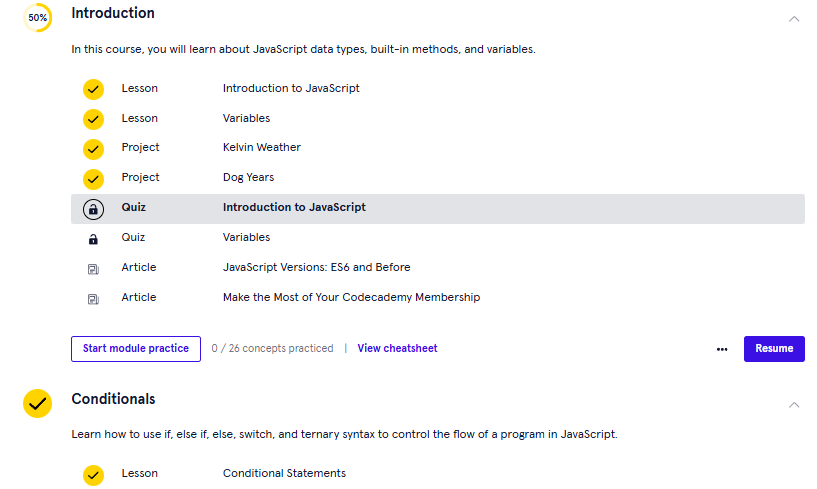 50%
Introduction
In this course, you will learn about JavaScript data types, built-in methods, and variables.
Lesson Introduction to JavaScript
Lesson Variables
Project Kelvin Weather
Project Dog Years
Quiz Introduction to JavaScript
Quiz Variables
Article JavaScript Versions: ES6 and Before
Article Make the Most of Your Codecademy Membership
Start module practice 0 / 26 concepts practiced | View cheatsheet ••• Resume
Conditionals
Learn how to use if, else if, else, switch, and ternary syntax to control the flow of a program in JavaScript.
Lesson Conditional Statements